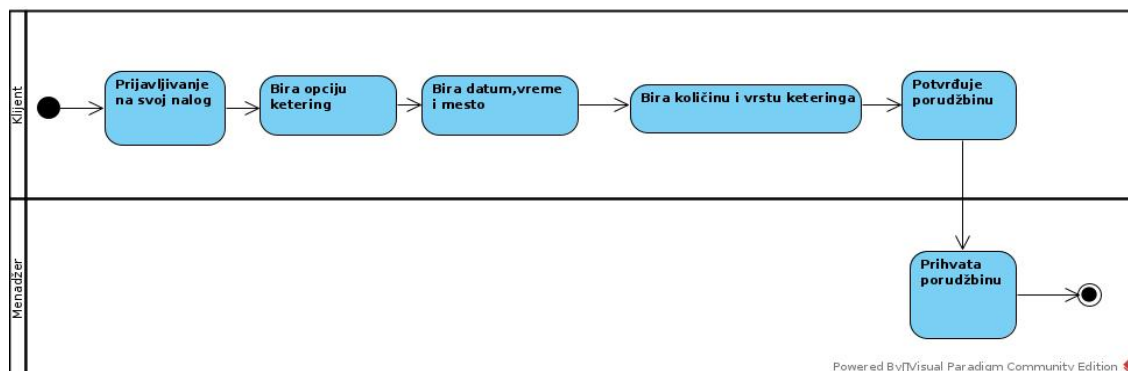 Klijent
Prijavljivanje
na svoj nalog
Bira opciju
ketering
Bira datum,vreme
i mesto
Bira količinu i vrstu keteringa
Potvrđuje
porudžbinu
Menadžer
Prihvata
porudžbinu
Powered By▯Visual Paradigm Community Edition